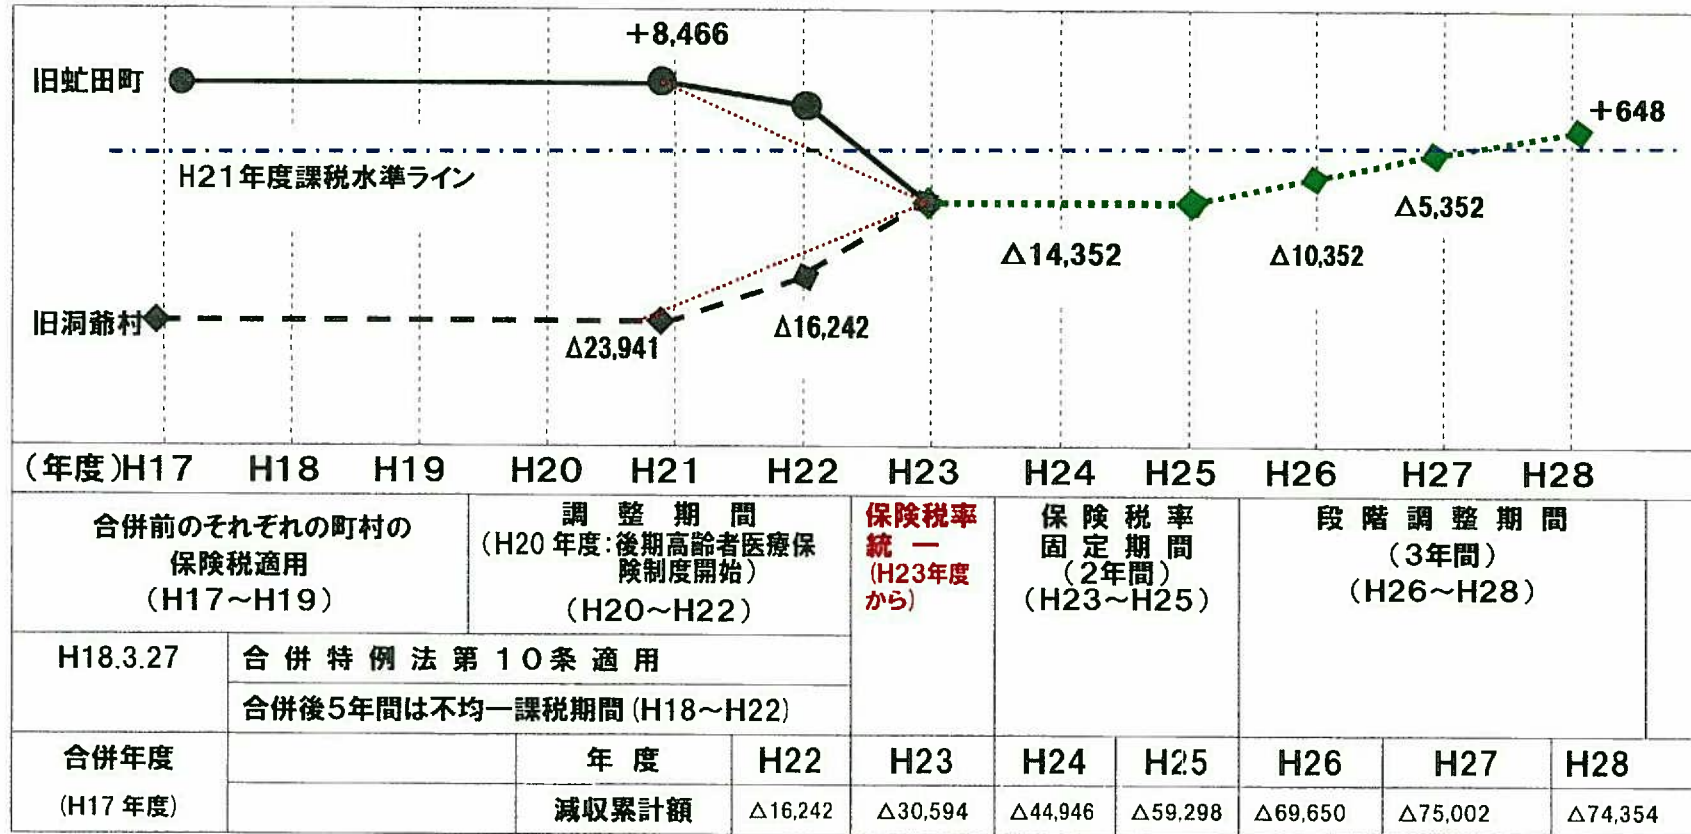 +8,466
旧虻田町
+648
H21年度課税水準ライン
△5,352
△14,352
△10,352
旧洞爺村
△16,242
△23,941
(年度)H17 H18 H19 H20 H21 H22 H23 H24 H25 H26 H27 H28
合併前のそれぞれの町村の
保険税適用
(H17～H19)
調整期間
(H20年度:後期高齢者医療保
険制度開始)
(H20～H22)
保険税率
統一
(H23年度
から)
保険税率
固定期間
(2年間)
(H23～H25)
段階調整期間
(3年間)
(H26～H28)
H18.3.27
合併特例法第10条適用
合併後5年間は不均一課税期間(H18～H22)
合併年度
(H17年度)
年度 H22 H23 H24 H25 H26 H27 H28
減収累計額 △16,242 △30,594 △44,946 △59,298 △69,650 △75,002 △74,354